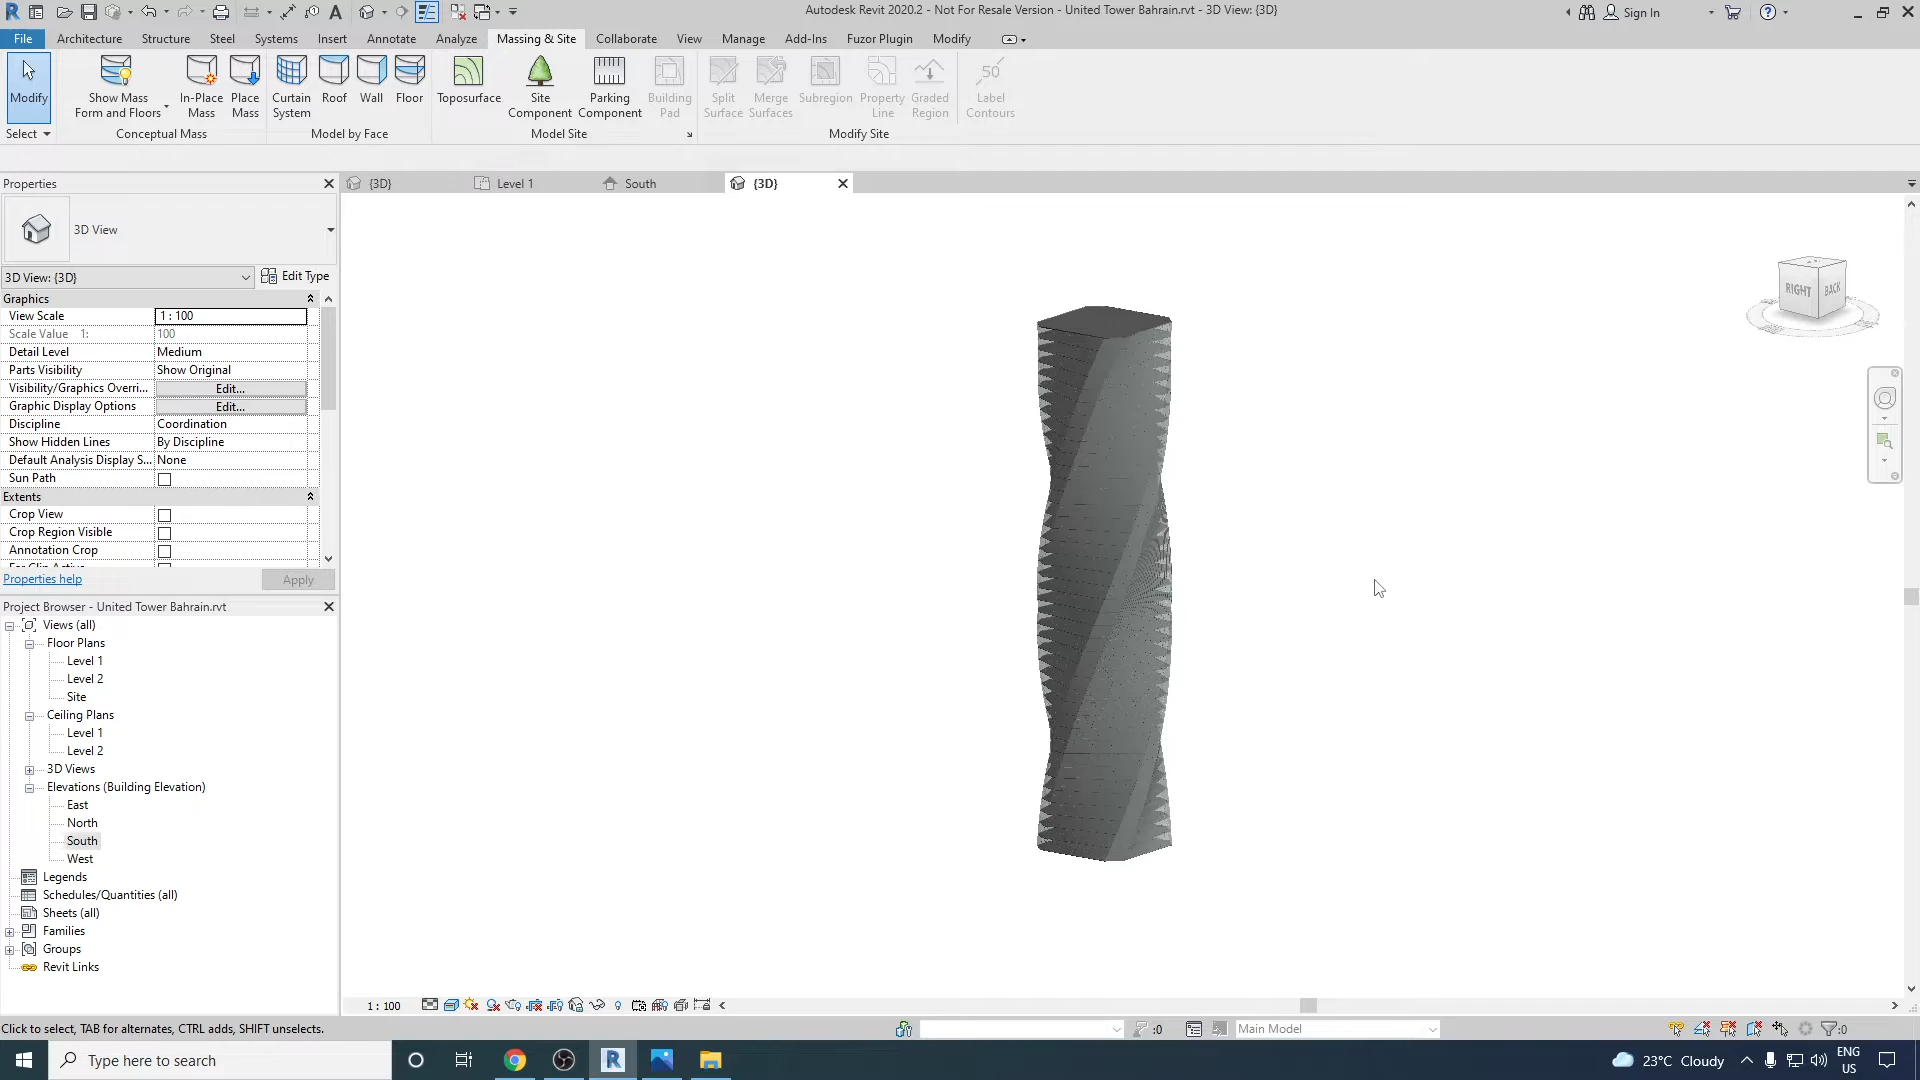 Autodesk Revit 2020.2 - Not For Resale Version - United Tower Bahrain.rvt - 3D View: {3D}
Sign In
File Architecture Structure Steel Systems Insert Annotate Analyze Massing & Site Collaborate View Manage Add-Ins Fuzor Plugin Modify
Modify
Show Mass
Form and Floors
In-Place
Mass
Place
Mass
Curtain
System
Roof
Wall
Floor
Toposurface
Site
Component
Parking
Component
Building
Pad
Split
Surface
Merge
Surfaces
Subregion
Property
Line
Graded
Region
50
Label
Contours
Select
Conceptual Mass
Model by Face
Model Site
Modify Site
Properties
{3D}
Level 1
South
{3D}
3D View
3D View: {3D}
Edit Type
Graphics
View Scale 1 : 100
Scale Value 1: 100
Detail Level Medium
Parts Visibility Show Original
Visibility/Graphics Overri... Edit...
Graphic Display Options Edit...
Discipline Coordination
Show Hidden Lines By Discipline
Default Analysis Display S... None
Sun Path
Extents
Crop View
Crop Region Visible
Annotation Crop
Properties help
Apply
Project Browser - United Tower Bahrain.rvt
Views (all)
Floor Plans
Level 1
Level 2
Site
Ceiling Plans
Level 1
Level 2
3D Views
Elevations (Building Elevation)
East
North
South
West
Legends
Schedules/Quantities (all)
Sheets (all)
Families
Groups
Revit Links
RIGHT
BACK
1 : 100
Click to select, TAB for alternates, CTRL adds, SHIFT unselects.
:0
Main Model
:0
Type here to search
23°C Cloudy
ENG
US